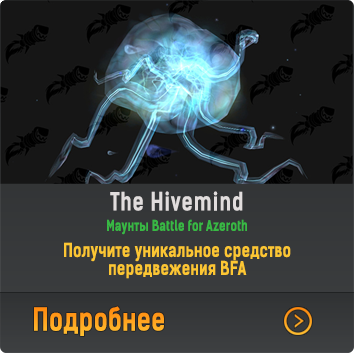 The Hivemind
Маунты Battle for Azeroth
Получите уникальное средство
передвежения BFA
Подробнее